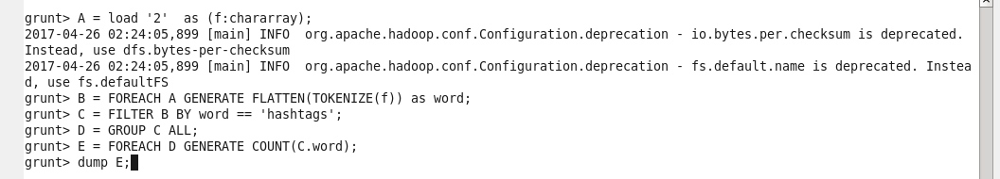 grunt> A = load '2'  as (f:chararray);
2017-04-26 02:24:05,899 [main] INFO  org.apache.hadoop.conf.Configuration.deprecation - io.bytes.per.checksum is deprecated.
Instead, use dfs.bytes-per-checksum
2017-04-26 02:24:05,899 [main] INFO  org.apache.hadoop.conf.Configuration.deprecation - fs.default.name is deprecated. Instea
d, use fs.defaultFS
grunt> B = FOREACH A GENERATE FLATTEN(TOKENIZE(f)) as word;
grunt> C = FILTER B BY word == 'hashtags';
grunt> D = GROUP C ALL;
grunt> E = FOREACH D GENERATE COUNT(C.word);
grunt> dump E;